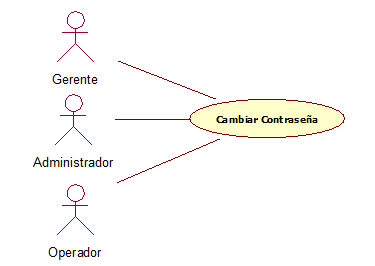 Gerente
Cambiar Contraseña
Administrador
Operador